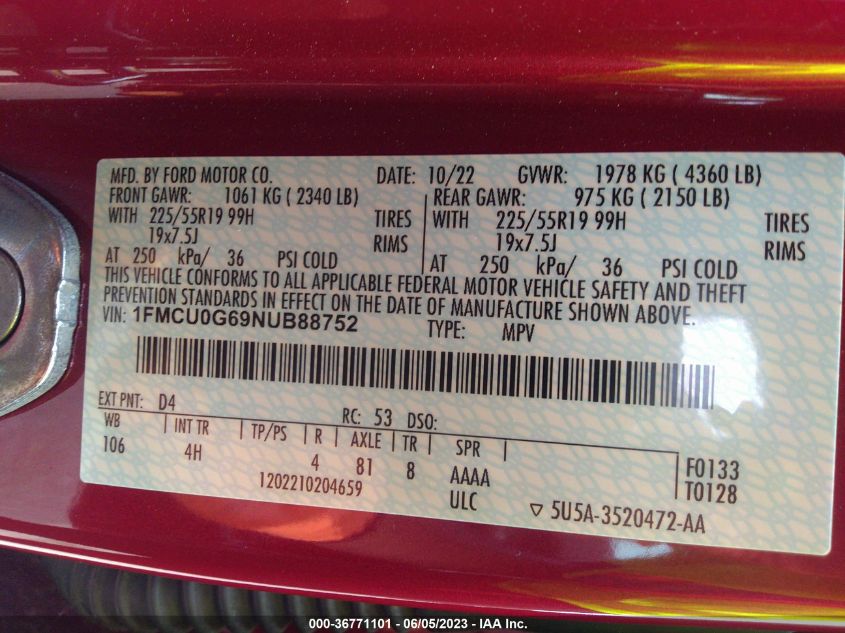 MFD. BY FORD MOTOR CO. DATE: 10/22 GVWR: 1978 KG ( 4360 LB)
FRONT GAWR: 1061 KG ( 2340 LB) REAR GAWR: 975 KG ( 2150 LB)
WITH 225/55R19 99H TIRES WITH 225/55R19 99H TIRES
19x7.5J RIMS 19x7.5J RIMS
AT 250 kPa/ 36 PSI COLD AT 250 kPa/ 36 PSI COLD
THIS VEHICLE CONFORMS TO ALL APPLICABLE FEDERAL MOTOR VEHICLE SAFETY AND THEFT
PREVENTION STANDARDS IN EFFECT ON THE DATE OF MANUFACTURE SHOWN ABOVE.
VIN: 1FMCU0G69NUB88752 TYPE: MPV
EXT PNT: D4 RC: 53 DSO:
WB INT TR TP/PS R AXLE TR SPR
106 4H 4 81 8 AAAA F0133
1202210204659 ULC T0128
5U5A-3520472-AA
000-36771101 - 06/05/2023 - IAA Inc.